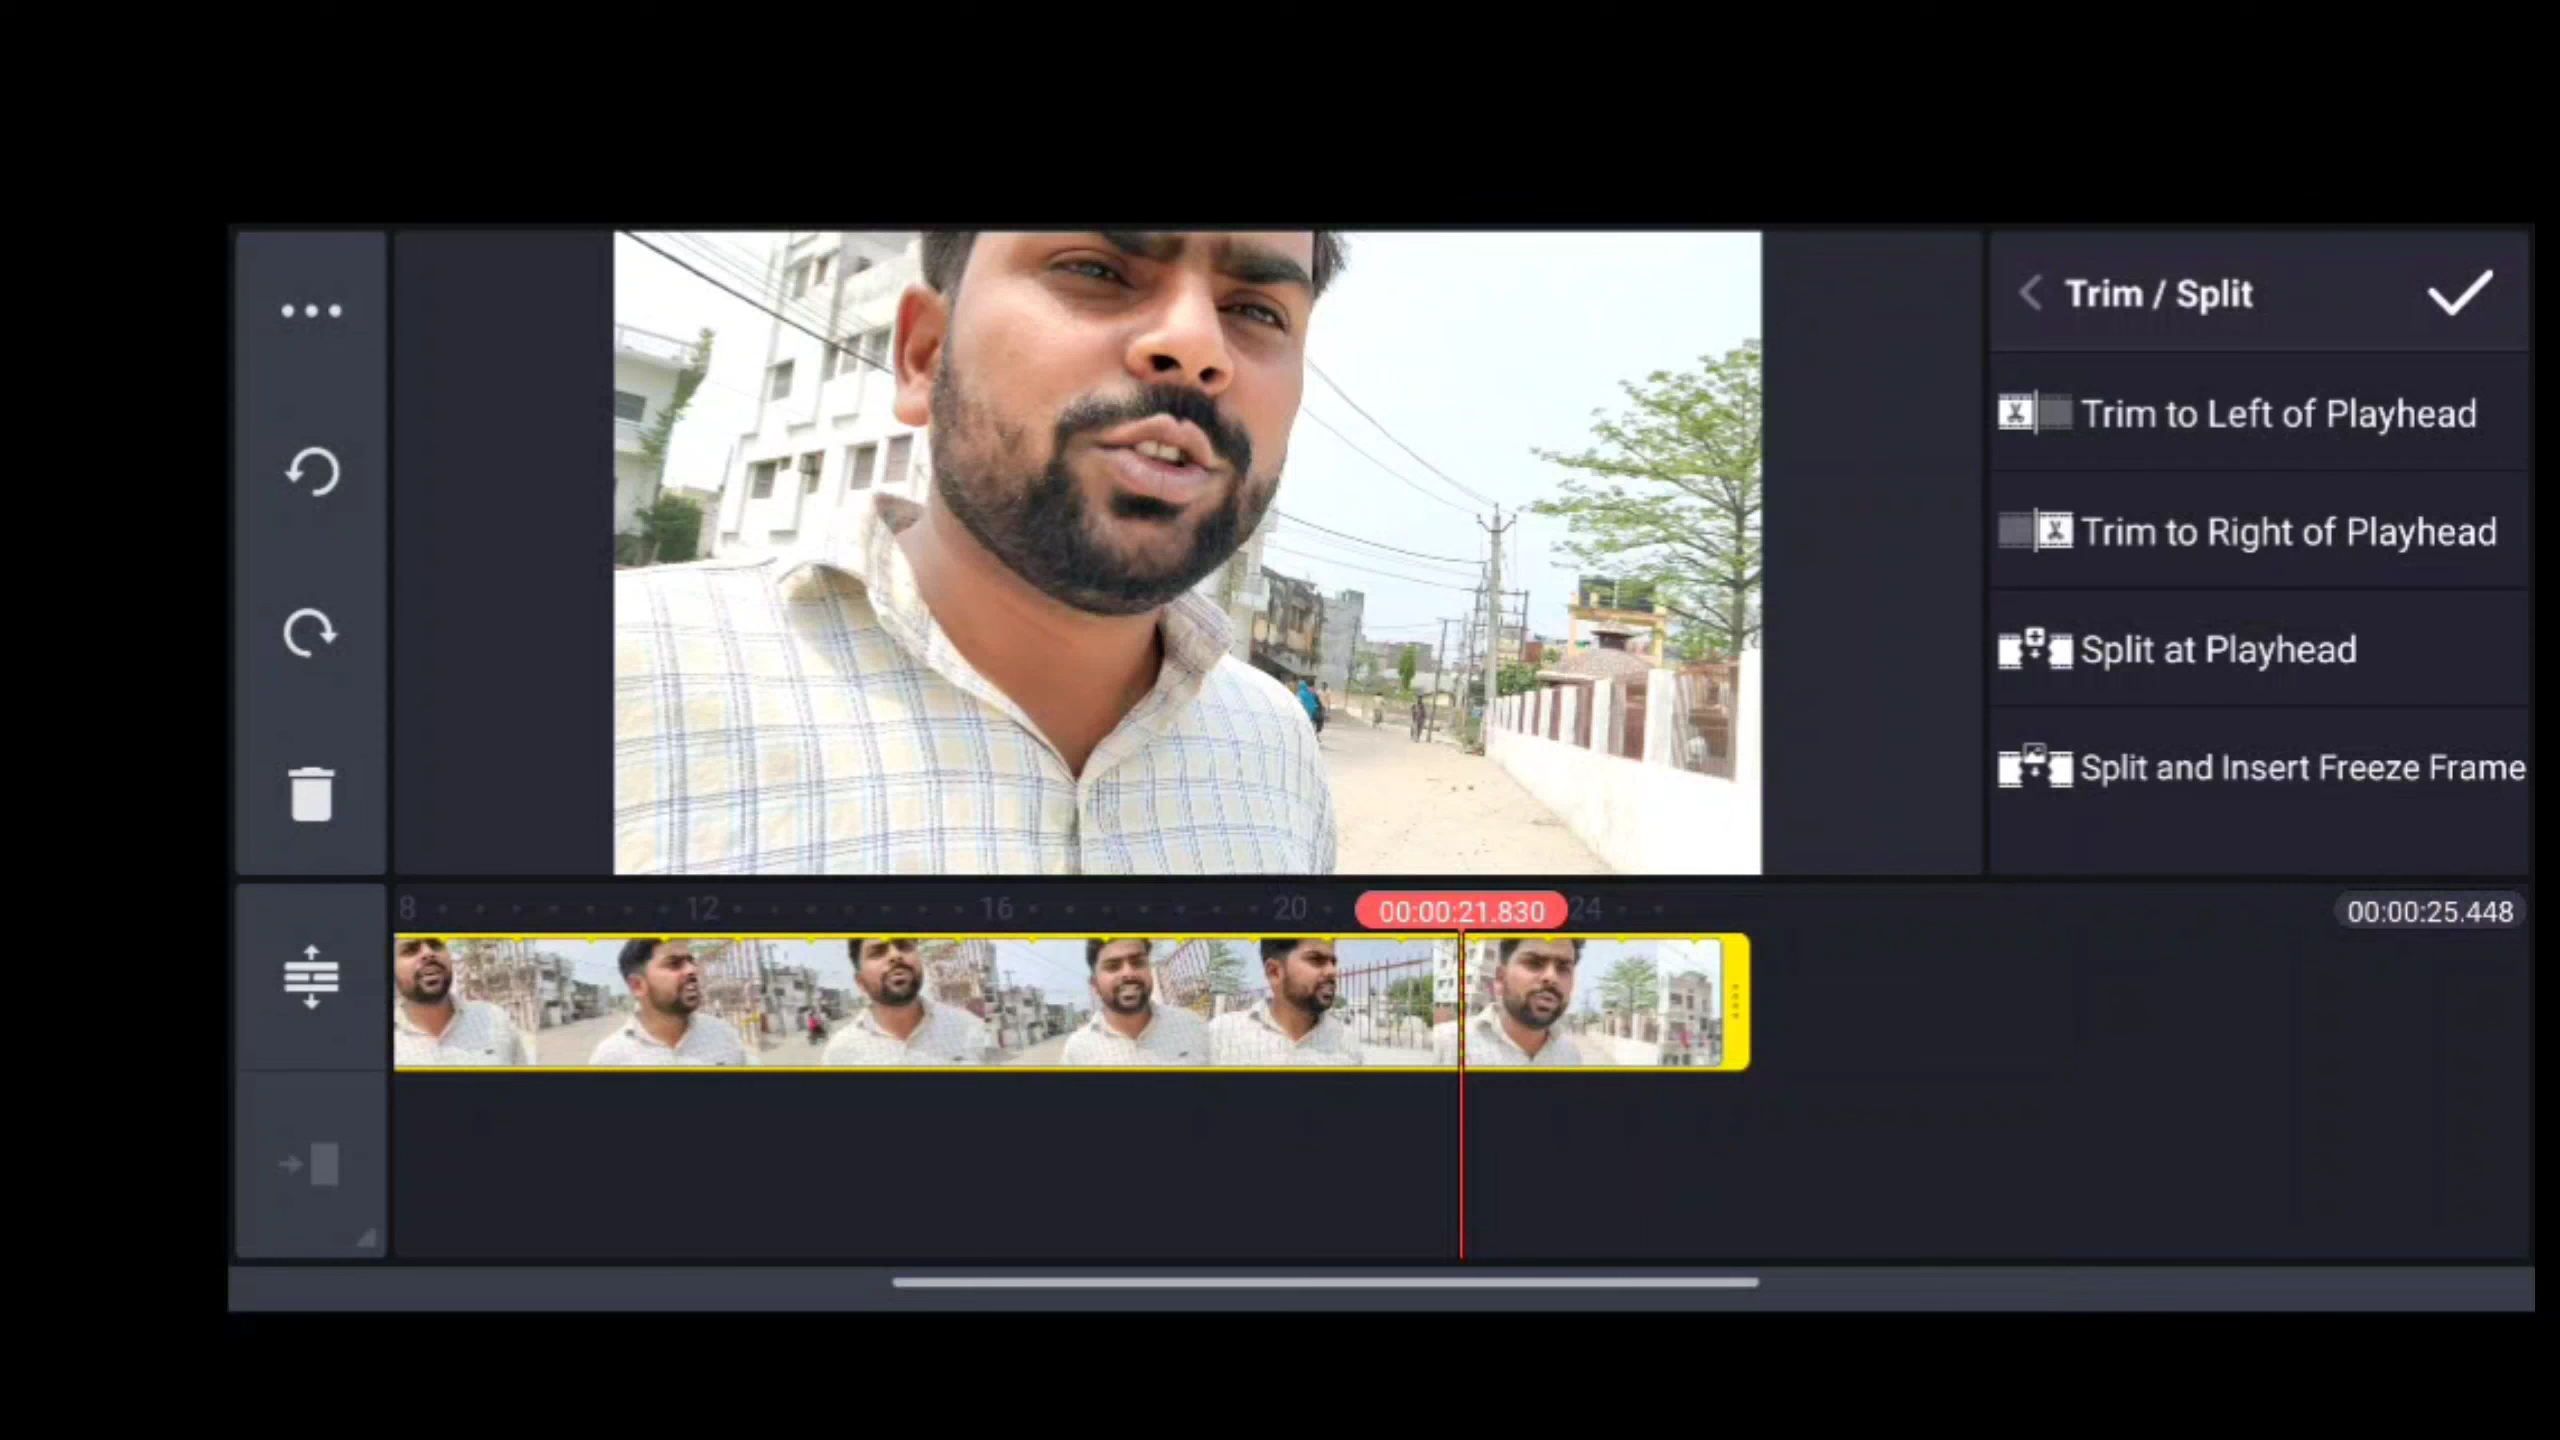 Trim / Split
Trim to Left of Playhead
Trim to Right of Playhead
Split at Playhead
Split and Insert Freeze Frame
8 12 16 20 00:00:21.830 24 00:00:25.448